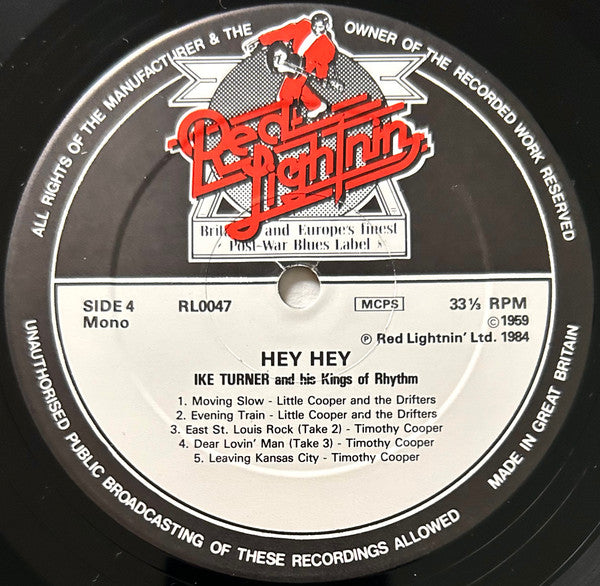 ALL RIGHTS OF THE MANUFACTURER & THE OWNER OF THE RECORDED WORK RESERVED
Red
Lightnin'
and Europe's finest
Post-War Blues Label
SIDE 4
Mono
RL0047
MCPS
33⅓ RPM
©1959
℗ Red Lightnin' Ltd. 1984
HEY HEY
IKE TURNER and his Kings of Rhythm
1. Moving Slow - Little Cooper and the Drifters
2. Evening Train - Little Cooper and the Drifters
3. East St. Louis Rock (Take 2) - Timothy Cooper
4. Dear Lovin' Man (Take 3) - Timothy Cooper
5. Leaving Kansas City - Timothy Cooper
UNAUTHORISED PUBLIC BROADCASTING OF THESE RECORDINGS ALLOWED
MADE IN GREAT BRITAIN